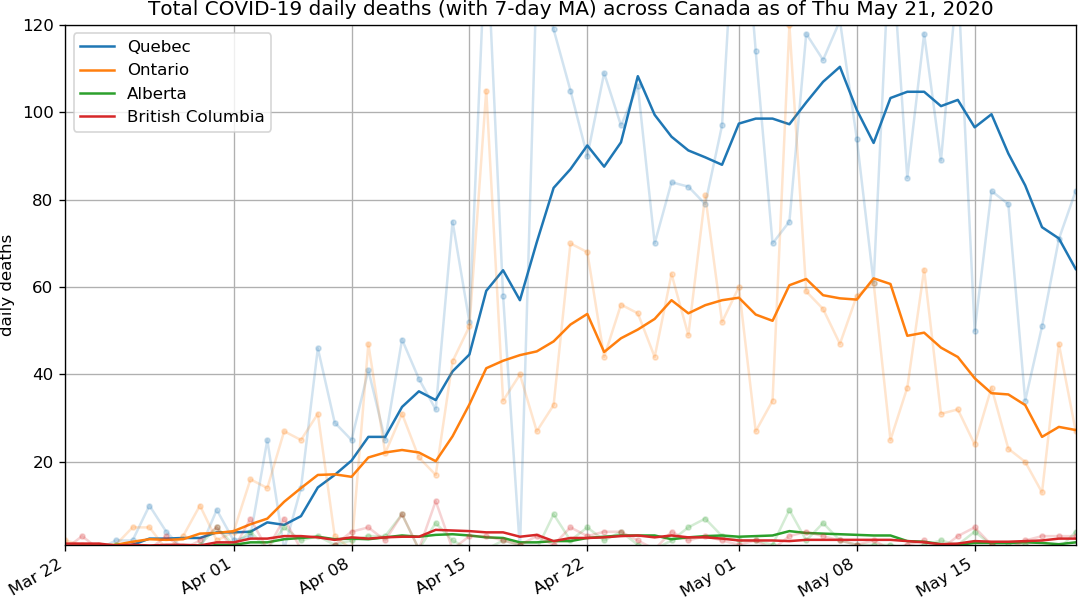 Total COVID-19 daily deaths (with 7-day MA) across Canada as of Thu May 21, 2020
120
100
80
60
40
20
daily deaths
Quebec
Ontario
Alberta
British Columbia
Mar 22
Apr 01
Apr 08
Apr 15
Apr 22
May 01
May 08
May 15